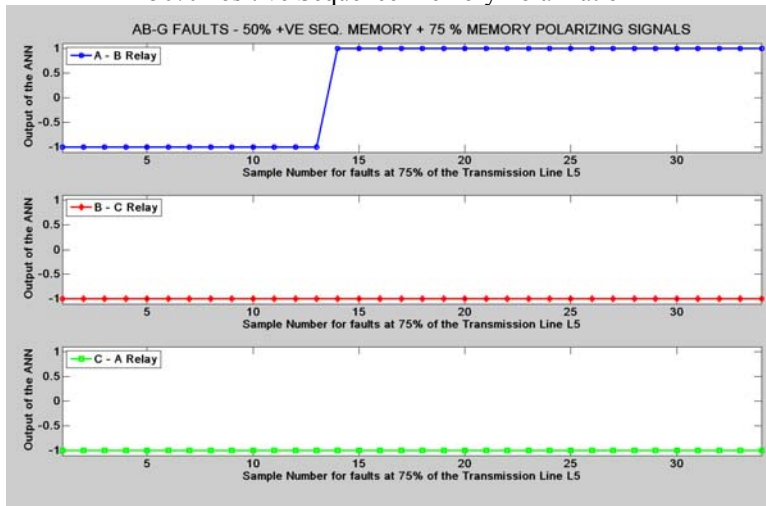 AB-G FAULTS - 50% +VE SEQ. MEMORY + 75 % MEMORY POLARIZING SIGNALS
Output of the ANN
1
0.5
0
-0.5
-1
A - B Relay
5 10 15 20 25 30
Sample Number for faults at 75% of the Transmission Line L5
Output of the ANN
1
0.5
0
-0.5
-1
B - C Relay
5 10 15 20 25 30
Sample Number for faults at 75% of the Transmission Line L5
Output of the ANN
1
0.5
0
-0.5
-1
C - A Relay
5 10 15 20 25 30
Sample Number for faults at 75% of the Transmission Line L5